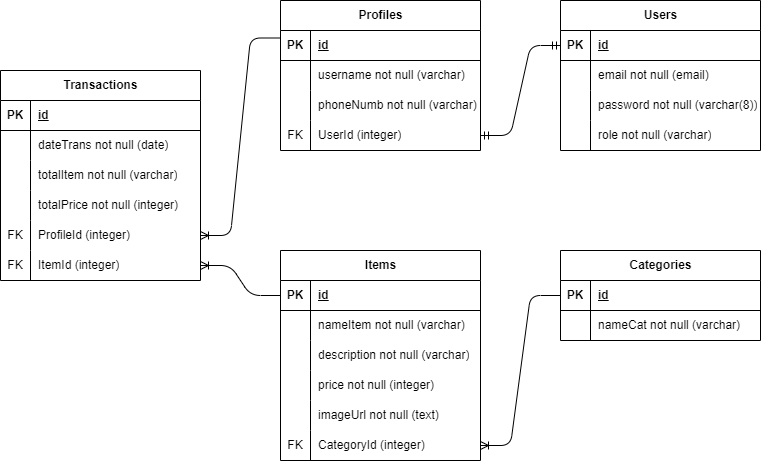 Profiles
PK id
username not null (varchar)
phoneNumb not null (varchar)
FK UserId (integer)
Users
PK id
email not null (email)
password not null (varchar(8))
role not null (varchar)
Transactions
PK id
dateTrans not null (date)
totalItem not null (varchar)
totalPrice not null (integer)
FK ProfileId (integer)
FK ItemId (integer)
Items
PK id
nameItem not null (varchar)
description not null (varchar)
price not null (integer)
imageUrl not null (text)
FK CategoryId (integer)
Categories
PK id
nameCat not null (varchar)